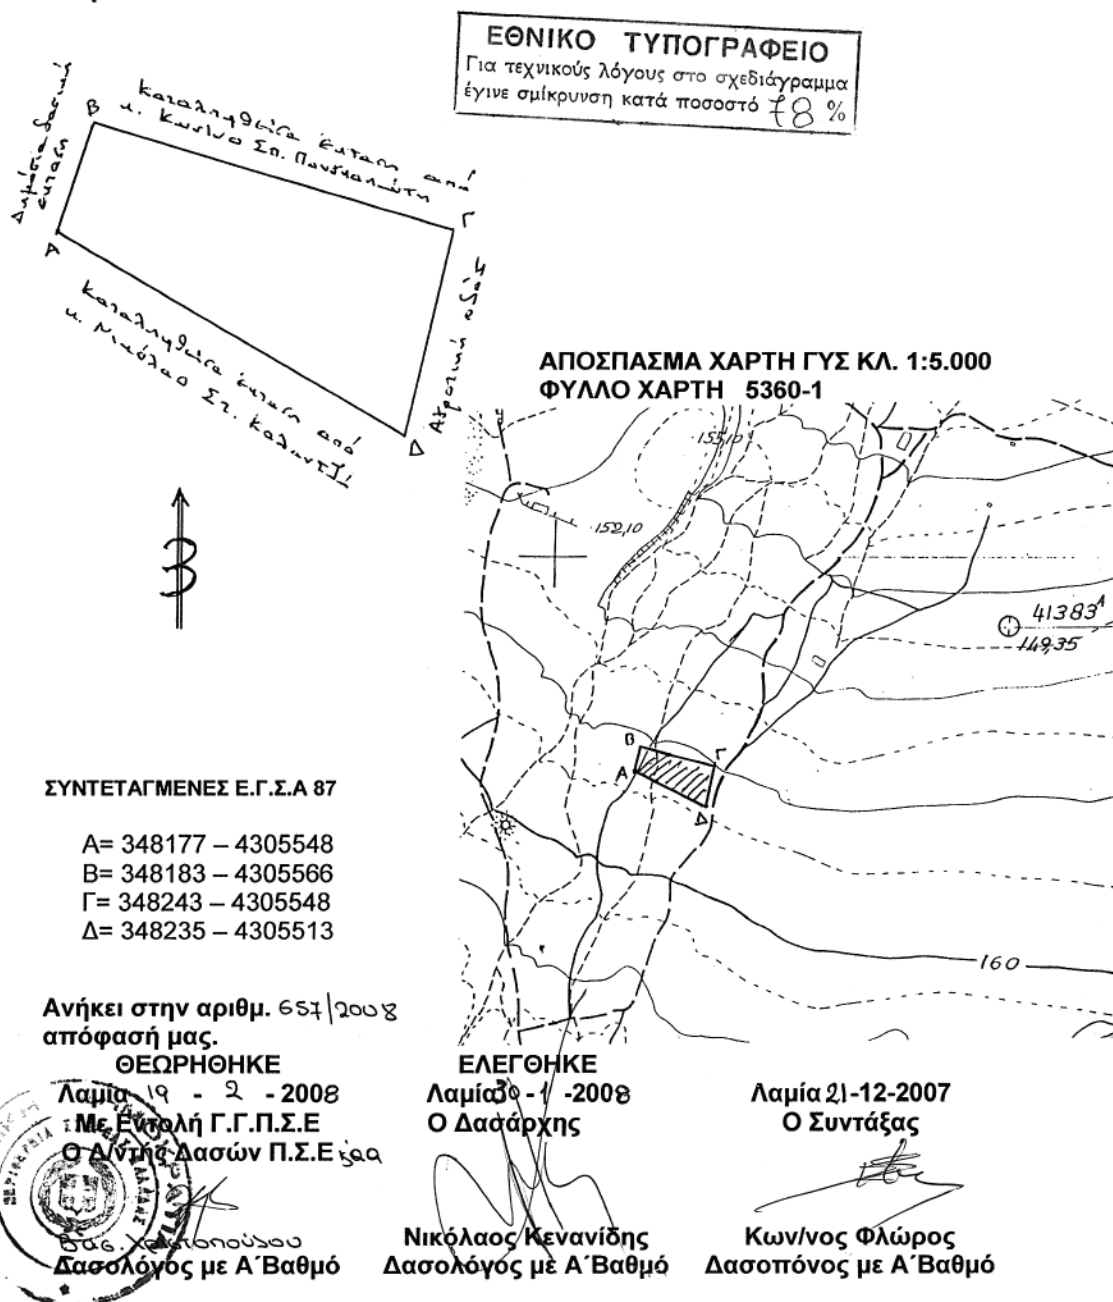 ΕΘΝΙΚΟ ΤΥΠΟΓΡΑΦΕΙΟ
Για τεχνικούς λόγους στο σχεδιάγραμμα
έγινε σμίκρυνση κατά ποσοστό 78 %
Δημόσια δασική
έκταση
Β
καταληφθείσα έκταση από
κ. Κων/νο Σπ.
Γ
Α
καταληφθείσα έκταση από
κ. Νικόλαο Στ. Καλαντζή
Αγροτική οδός
Δ
Β
ΑΠΟΣΠΑΣΜΑ ΧΑΡΤΗ ΓΥΣ ΚΛ. 1:5.000
ΦΥΛΛΟ ΧΑΡΤΗ 5360-1
155,10
152,10
41383Α
149,35
Β
Γ
Α
Δ
160
ΣΥΝΤΕΤΑΓΜΕΝΕΣ Ε.Γ.Σ.Α 87
Α= 348177 – 4305548
Β= 348183 – 4305566
Γ= 348243 – 4305548
Δ= 348235 – 4305513
Ανήκει στην αριθμ. 657/2008
απόφασή μας.
ΘΕΩΡΗΘΗΚΕ
Λαμία 19 - 2 - 2008
Με Εντολή Γ.Γ.Π.Σ.Ε
Ο Δ/ντής Δασών Π.Σ.Ε
Δασολόγος με Α΄Βαθμό
ΕΛΕΓΘΗΚΕ
Λαμία 30-1-2008
Ο Δασάρχης
Νικόλαος Κενανίδης
Δασολόγος με Α΄Βαθμό
Λαμία 21-12-2007
Ο Συντάξας
Κων/νος Φλώρος
Δασοπόνος με Α΄Βαθμό